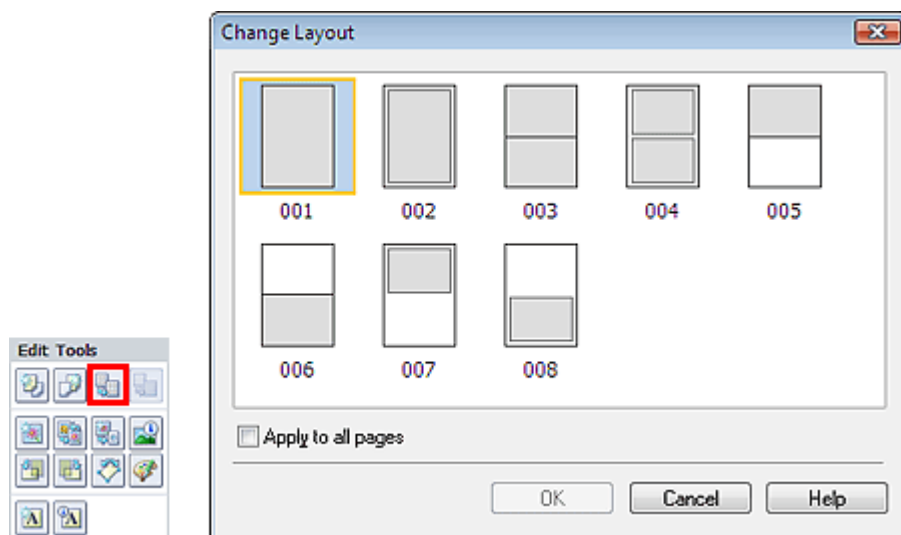 Change Layout
001 002 003 004 005
006 007 008
Apply to all pages
OK Cancel Help
Edit Tools
A A